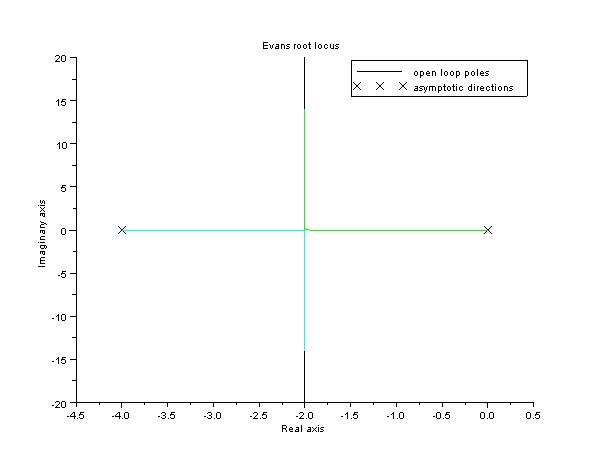 Evans root locus
open loop poles
asymptotic directions
Imaginary axis
20
15
10
5
0
-5
-10
-15
-20
-4.5 -4.0 -3.5 -3.0 -2.5 -2.0 -1.5 -1.0 -0.5 0.0 0.5
Real axis